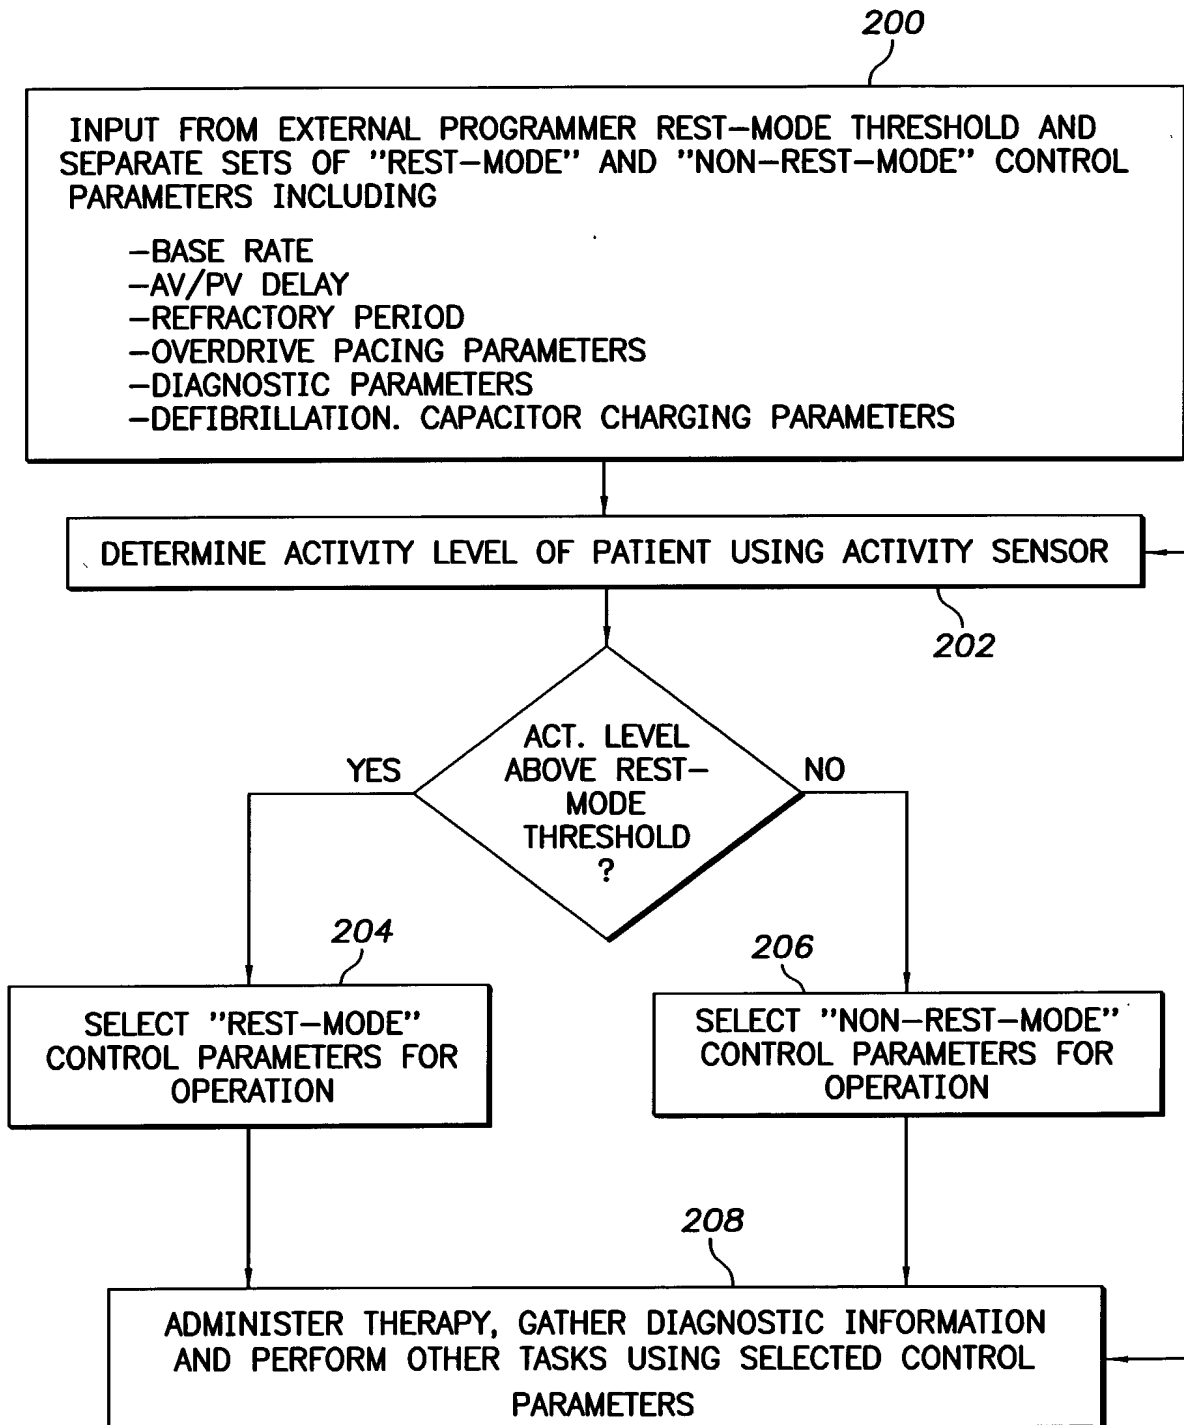 200
INPUT FROM EXTERNAL PROGRAMMER REST-MODE THRESHOLD AND
SEPARATE SETS OF "REST-MODE" AND "NON-REST-MODE" CONTROL
PARAMETERS INCLUDING
-BASE RATE
-AV/PV DELAY
-REFRACTORY PERIOD
-OVERDRIVE PACING PARAMETERS
-DIAGNOSTIC PARAMETERS
-DEFIBRILLATION. CAPACITOR CHARGING PARAMETERS
DETERMINE ACTIVITY LEVEL OF PATIENT USING ACTIVITY SENSOR
202
ACT. LEVEL
ABOVE REST-
MODE
THRESHOLD
?
YES
NO
204
SELECT "REST-MODE"
CONTROL PARAMETERS FOR
OPERATION
206
SELECT "NON-REST-MODE"
CONTROL PARAMETERS FOR
OPERATION
208
ADMINISTER THERAPY, GATHER DIAGNOSTIC INFORMATION
AND PERFORM OTHER TASKS USING SELECTED CONTROL
PARAMETERS